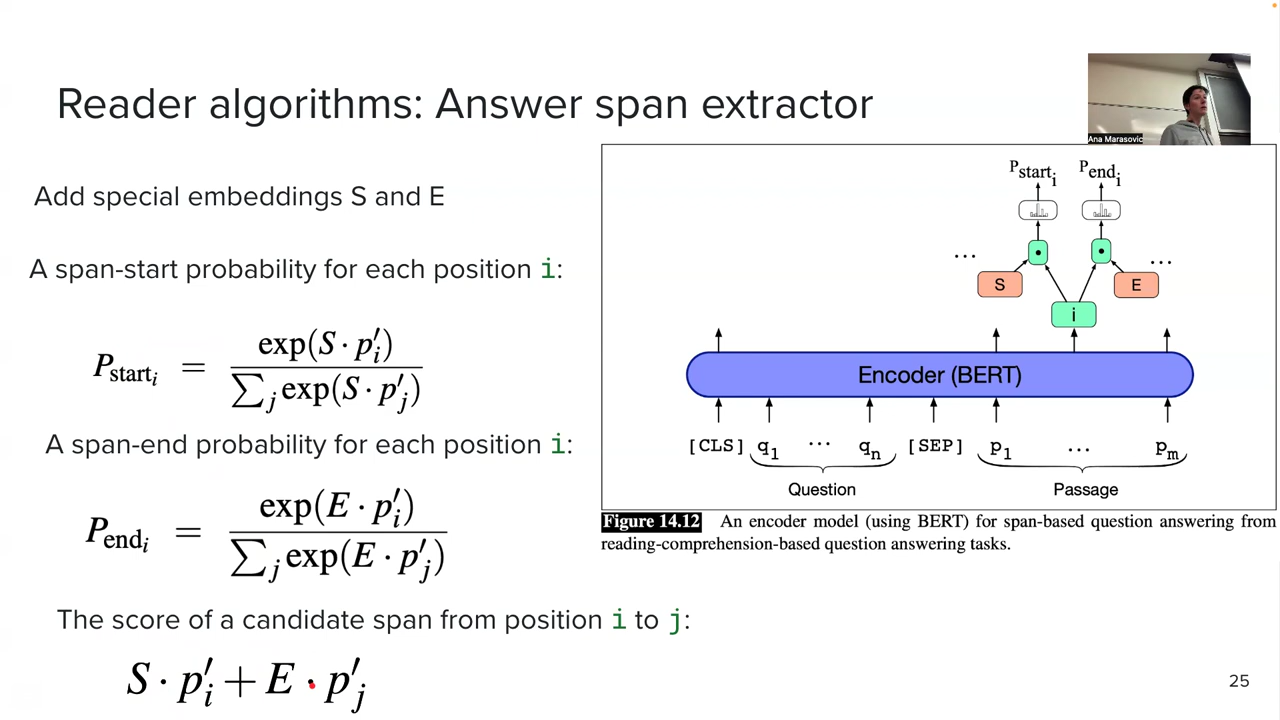 Reader algorithms: Answer span extractor
Ana Marasovic
Add special embeddings S and E
A span-start probability for each position i:
P_start_i = exp(S · p′_i) / ∑_j exp(S · p′_j)
A span-end probability for each position i:
P_end_i = exp(E · p′_i) / ∑_j exp(E · p′_j)
The score of a candidate span from position i to j:
S · p′_i + E · p′_j
P_start_i P_end_i
... ...
S E
i
Encoder (BERT)
[CLS] q_1 ... q_n [SEP] p_1 ... p_m
Question Passage
Figure 14.12 An encoder model (using BERT) for span-based question answering from
reading-comprehension-based question answering tasks.
25